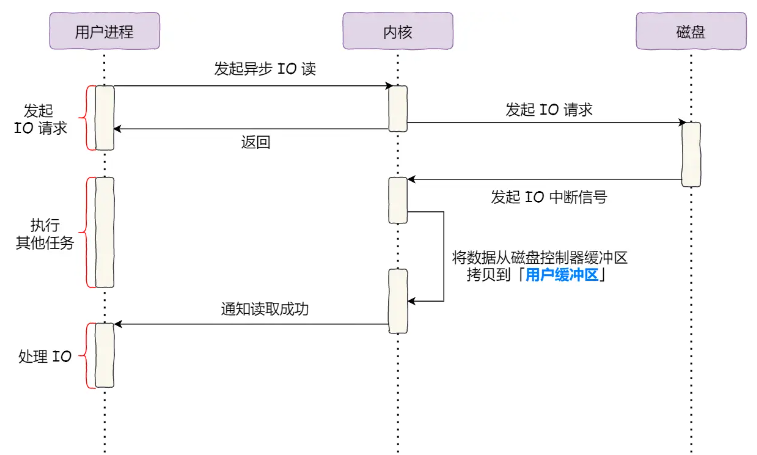 用户进程
内核
磁盘
发起异步 IO 读
发起
IO 请求
发起 IO 请求
返回
发起 IO 中断信号
执行
其他任务
将数据从磁盘控制器缓冲区
拷贝到「用户缓冲区」
通知读取成功
处理 IO